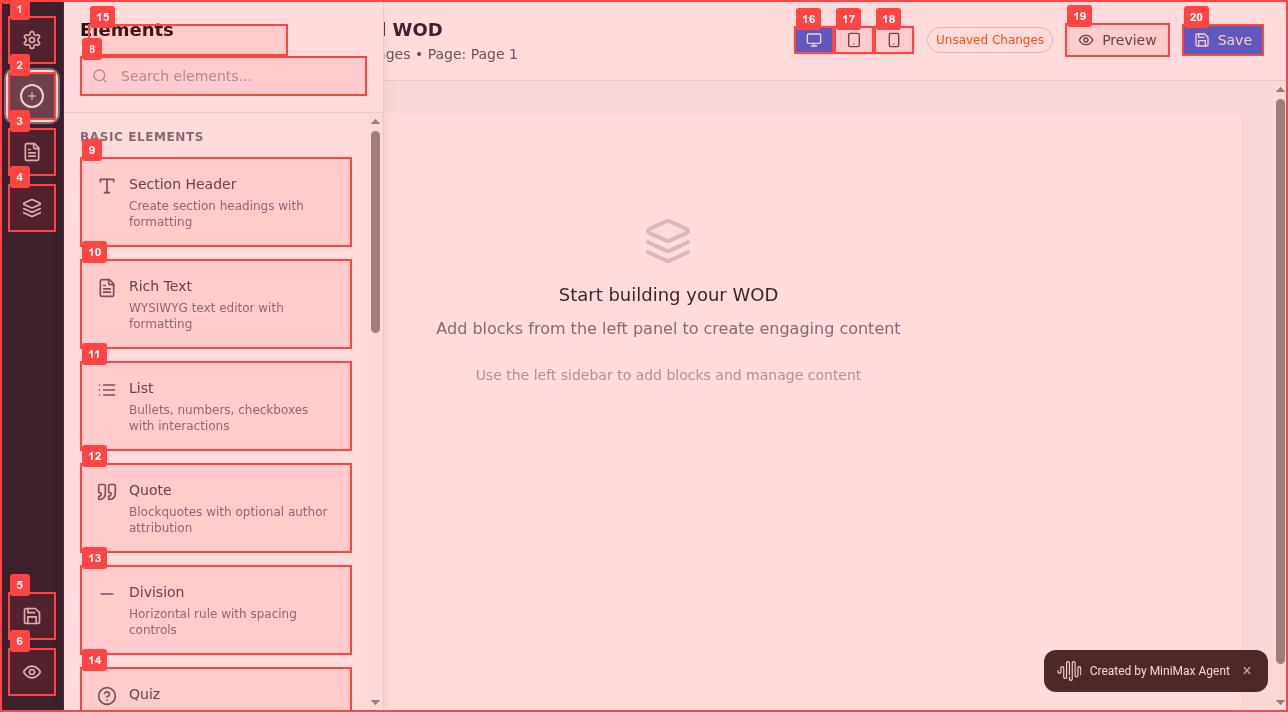 1
15
Elements
WOD
8
ges • Page: Page 1
16
17
18
19
20
Unsaved Changes
Preview
Save
2
Search elements...
3
BASIC ELEMENTS
9
4
Section Header
Create section headings with
formatting
10
Rich Text
WYSIWYG text editor with
formatting
11
List
Bullets, numbers, checkboxes
with interactions
12
Quote
Blockquotes with optional author
attribution
13
Division
Horizontal rule with spacing
controls
14
Quiz
5
6
Start building your WOD
Add blocks from the left panel to create engaging content
Use the left sidebar to add blocks and manage content
Created by MiniMax Agent ×